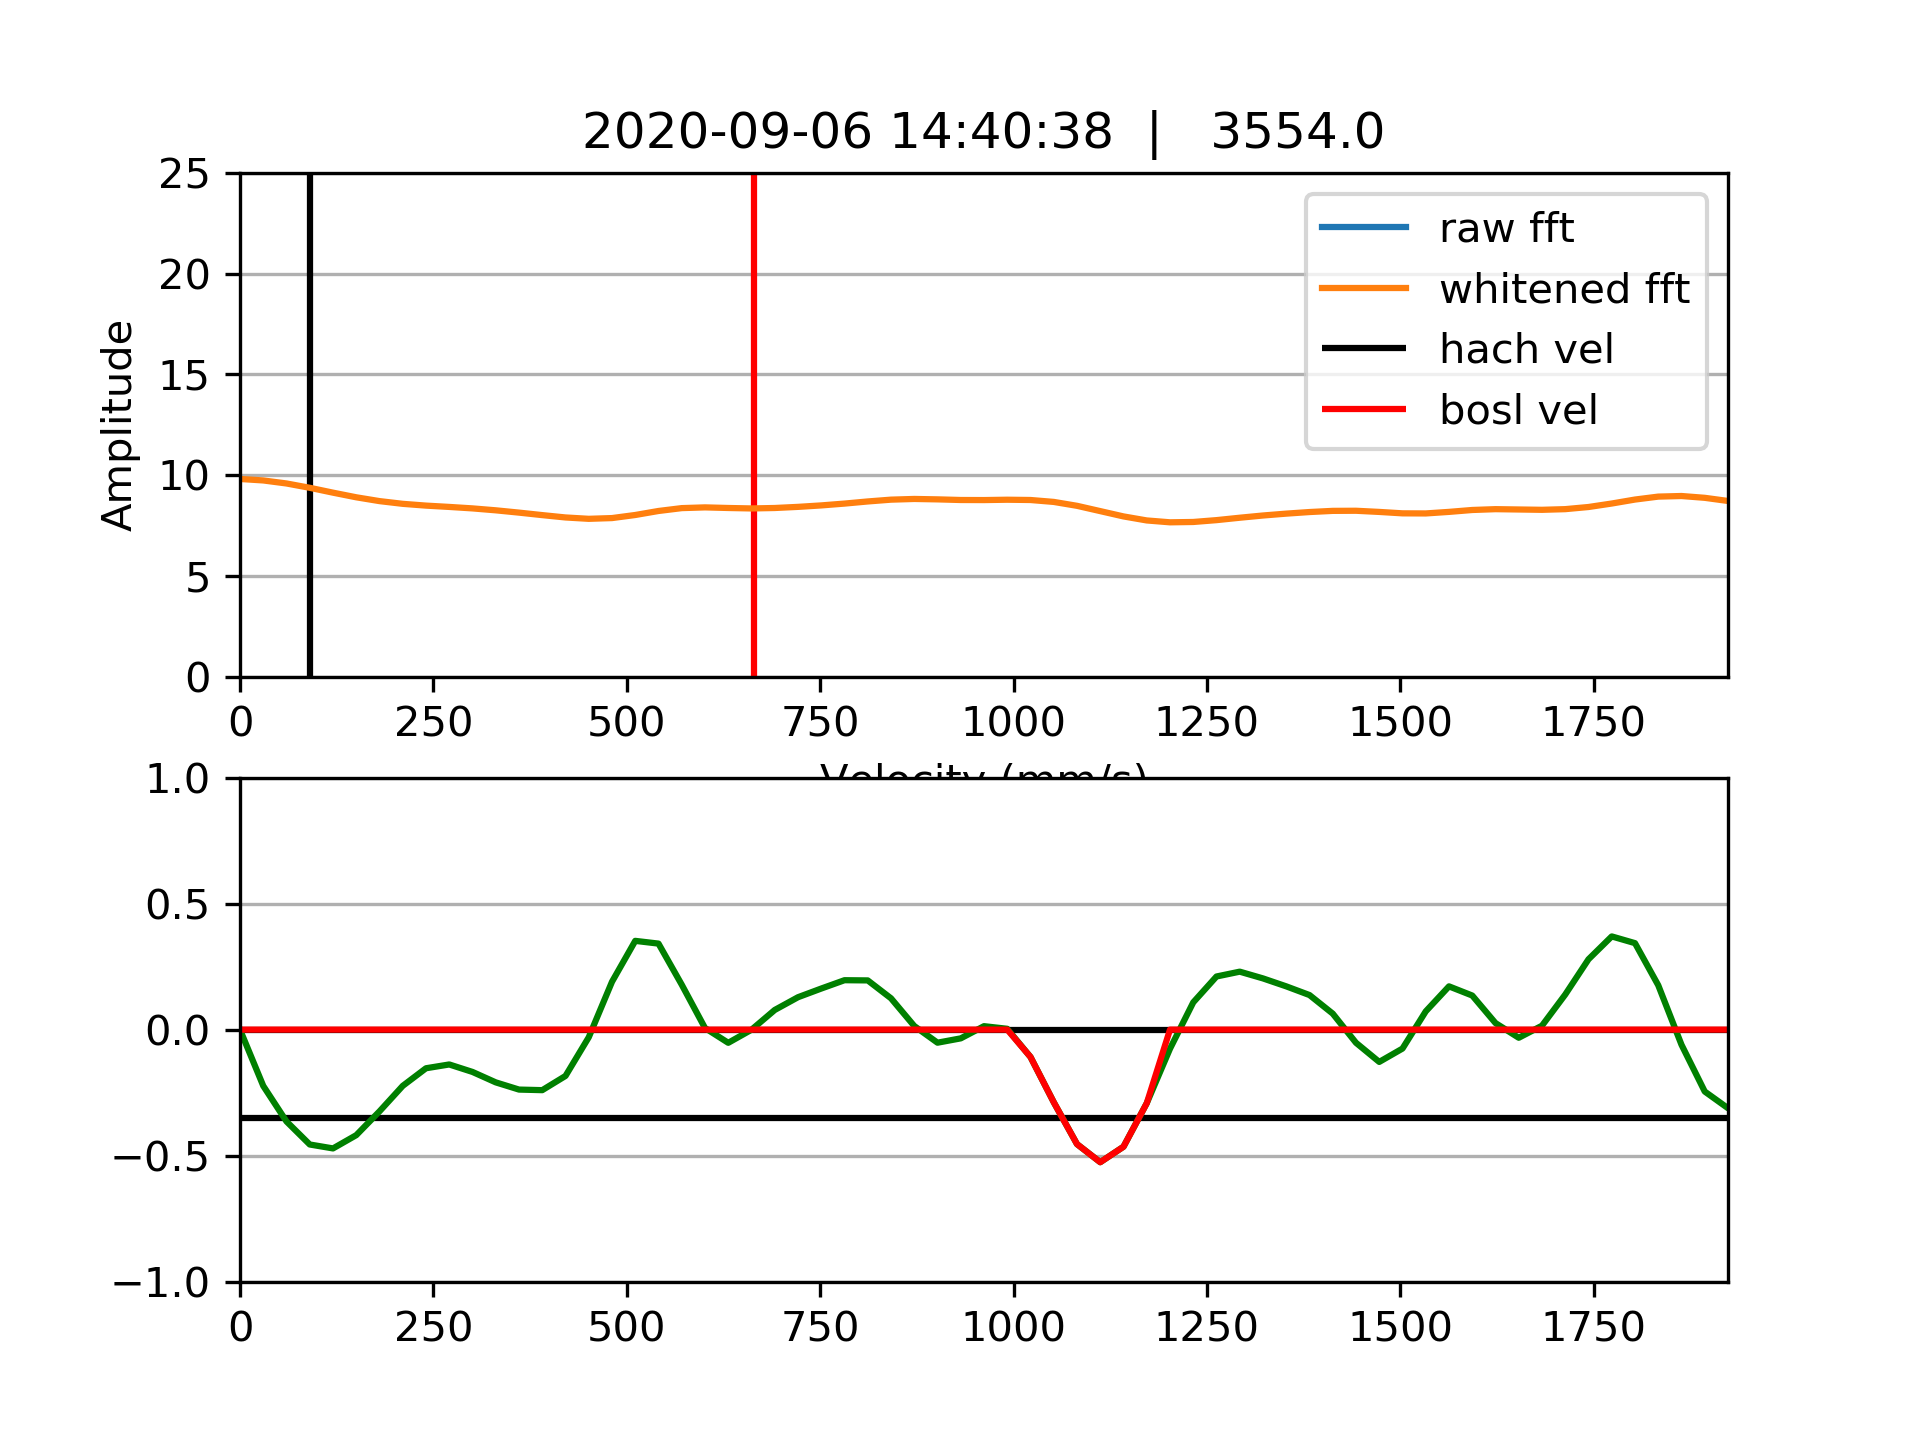 2020-09-06 14:40:38 | 3554.0
25
20
15
10
5
0
Amplitude
raw fft
whitened fft
hach vel
bosl vel
0 250 500 750 1000 1250 1500 1750
Velocity (mm/s)
1.0
0.5
0.0
−0.5
−1.0
0 250 500 750 1000 1250 1500 1750